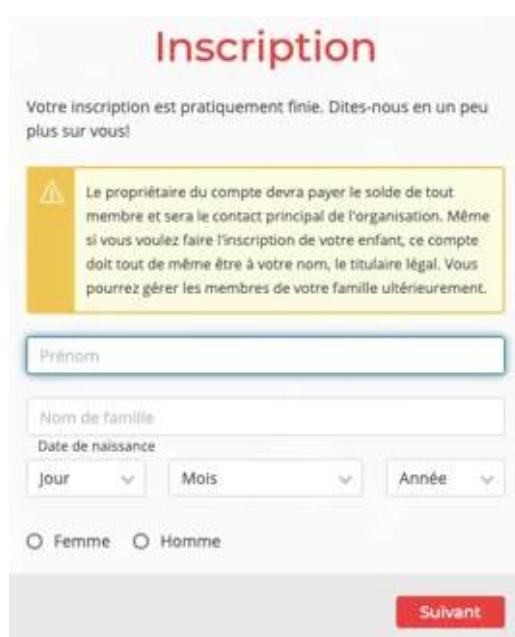 Inscription
Votre inscription est pratiquement finie. Dites-nous en un peu
plus sur vous!
Le propriétaire du compte devra payer le solde de tout
membre et sera le contact principal de l'organisation. Même
si vous voulez faire l'inscription de votre enfant, ce compte
doit tout de même être à votre nom, le titulaire légal. Vous
pourrez gérer les membres de votre famille ultérieurement.
Prénom
Nom de famille
Date de naissance
Jour Mois Année
Femme Homme
Suivant